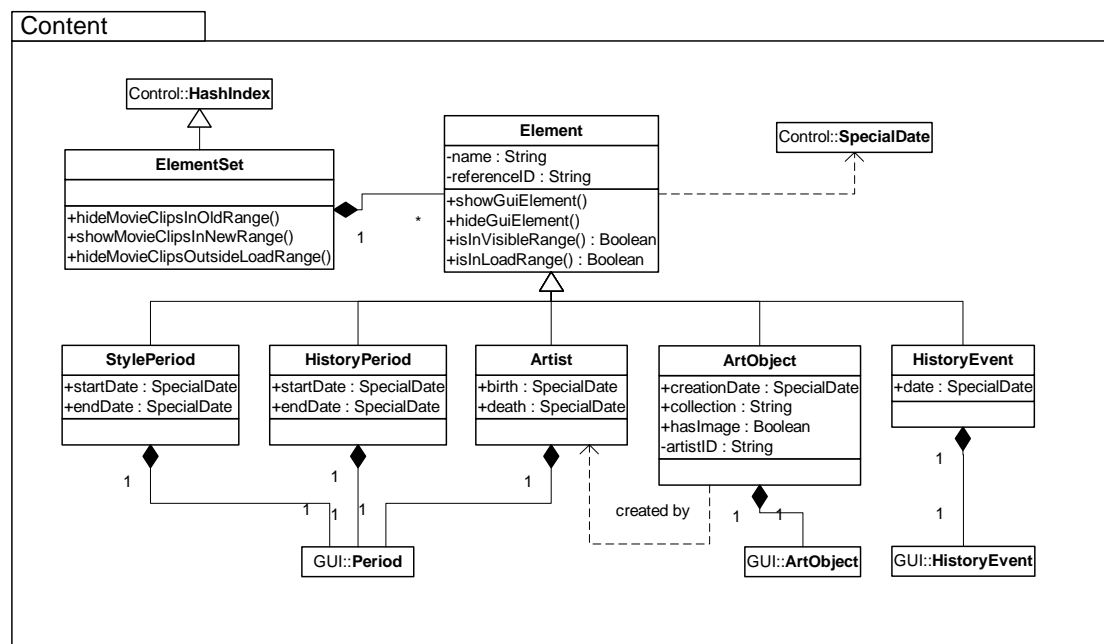 Content
Control::HashIndex
ElementSet
+hideMovieClipsInOldRange()
+showMovieClipsInNewRange()
+hideMovieClipsOutsideLoadRange()
1
*
Element
-name : String
-referenceID : String
+showGuiElement()
+hideGuiElement()
+isInVisibleRange() : Boolean
+isInLoadRange() : Boolean
Control::SpecialDate
StylePeriod
+startDate : SpecialDate
+endDate : SpecialDate
HistoryPeriod
+startDate : SpecialDate
+endDate : SpecialDate
Artist
+birth : SpecialDate
+death : SpecialDate
ArtObject
+creationDate : SpecialDate
+collection : String
+hasImage : Boolean
-artistID : String
HistoryEvent
+date : SpecialDate
1
1
1
1
1
1
1
1
1
1
created by
GUI::Period
GUI::ArtObject
GUI::HistoryEvent